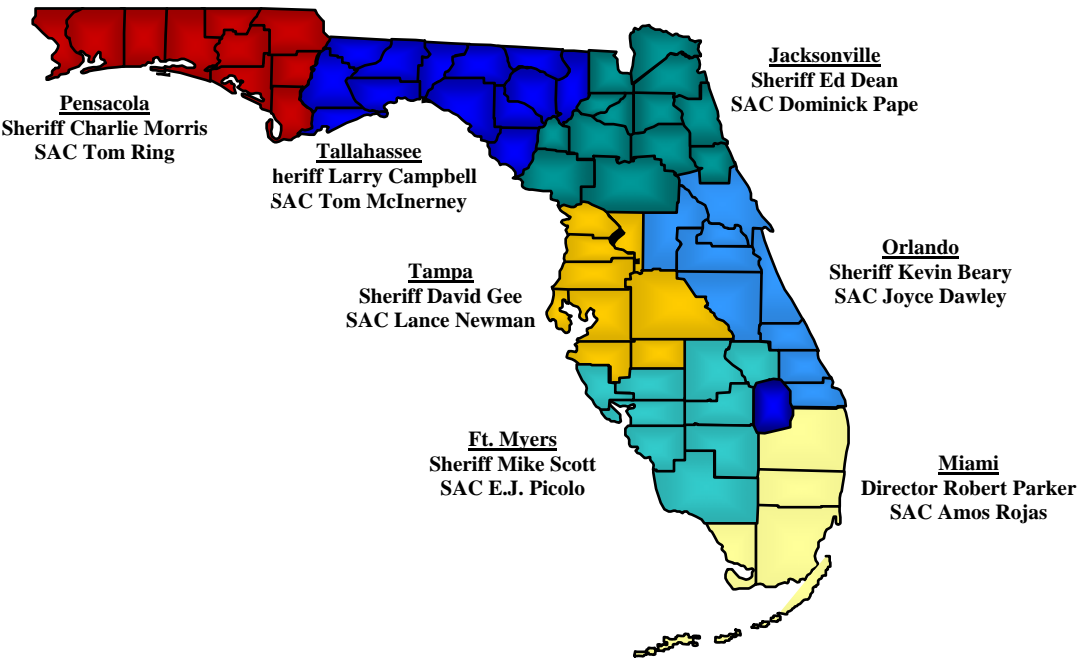 Jacksonville
Sheriff Ed Dean
SAC Dominick Pape
Pensacola
Sheriff Charlie Morris
SAC Tom Ring
Tallahassee
heriff Larry Campbell
SAC Tom McInerney
Orlando
Sheriff Kevin Beary
SAC Joyce Dawley
Tampa
Sheriff David Gee
SAC Lance Newman
Ft. Myers
Sheriff Mike Scott
SAC E.J. Picolo
Miami
Director Robert Parker
SAC Amos Rojas